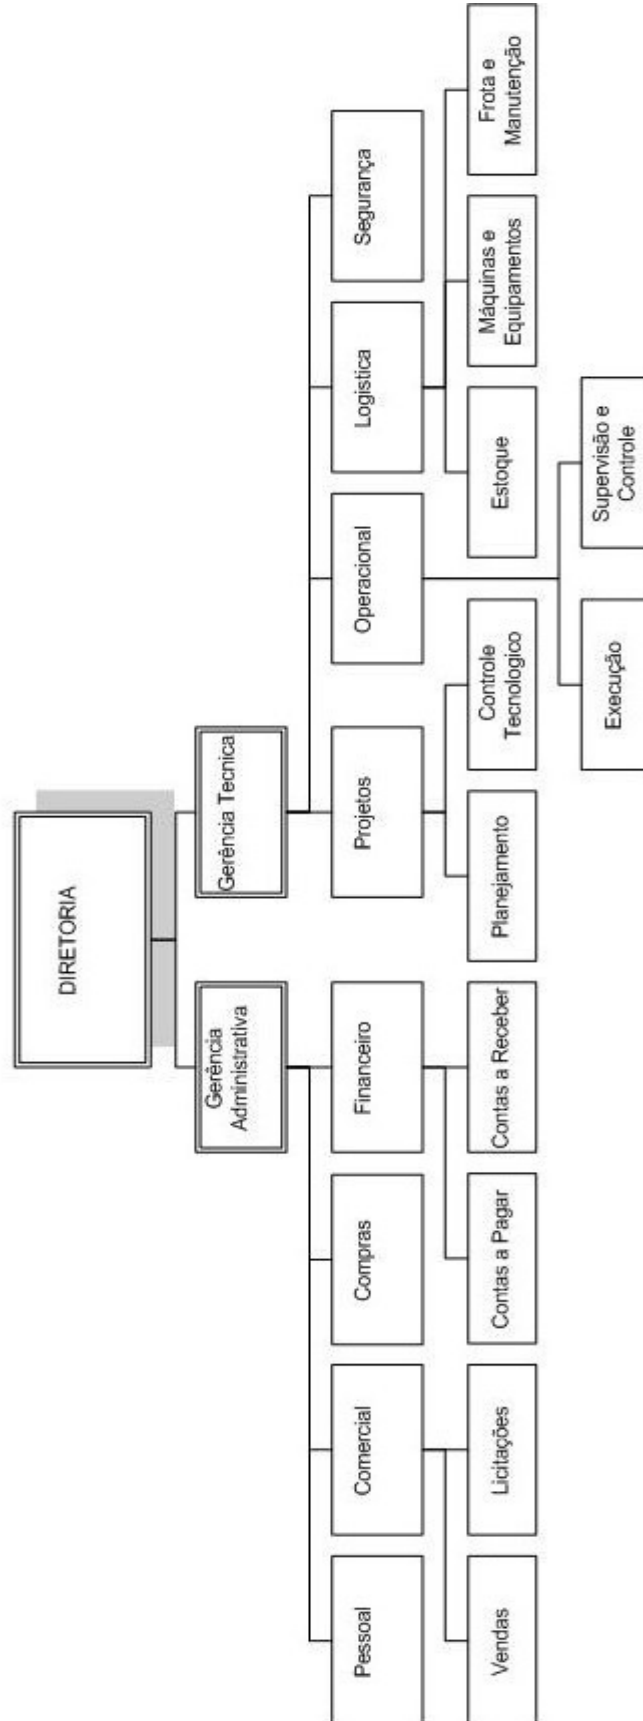 DIRETORIA
Gerência
Administrativa
Gerência Tecnica
Pessoal
Comercial
Compras
Financeiro
Projetos
Operacional
Logistica
Segurança
Vendas
Licitações
Contas a Pagar
Contas a Receber
Planejamento
Controle
Tecnologico
Estoque
Máquinas e
Equipamentos
Frota e
Manutenção
Execução
Supervisão e
Controle